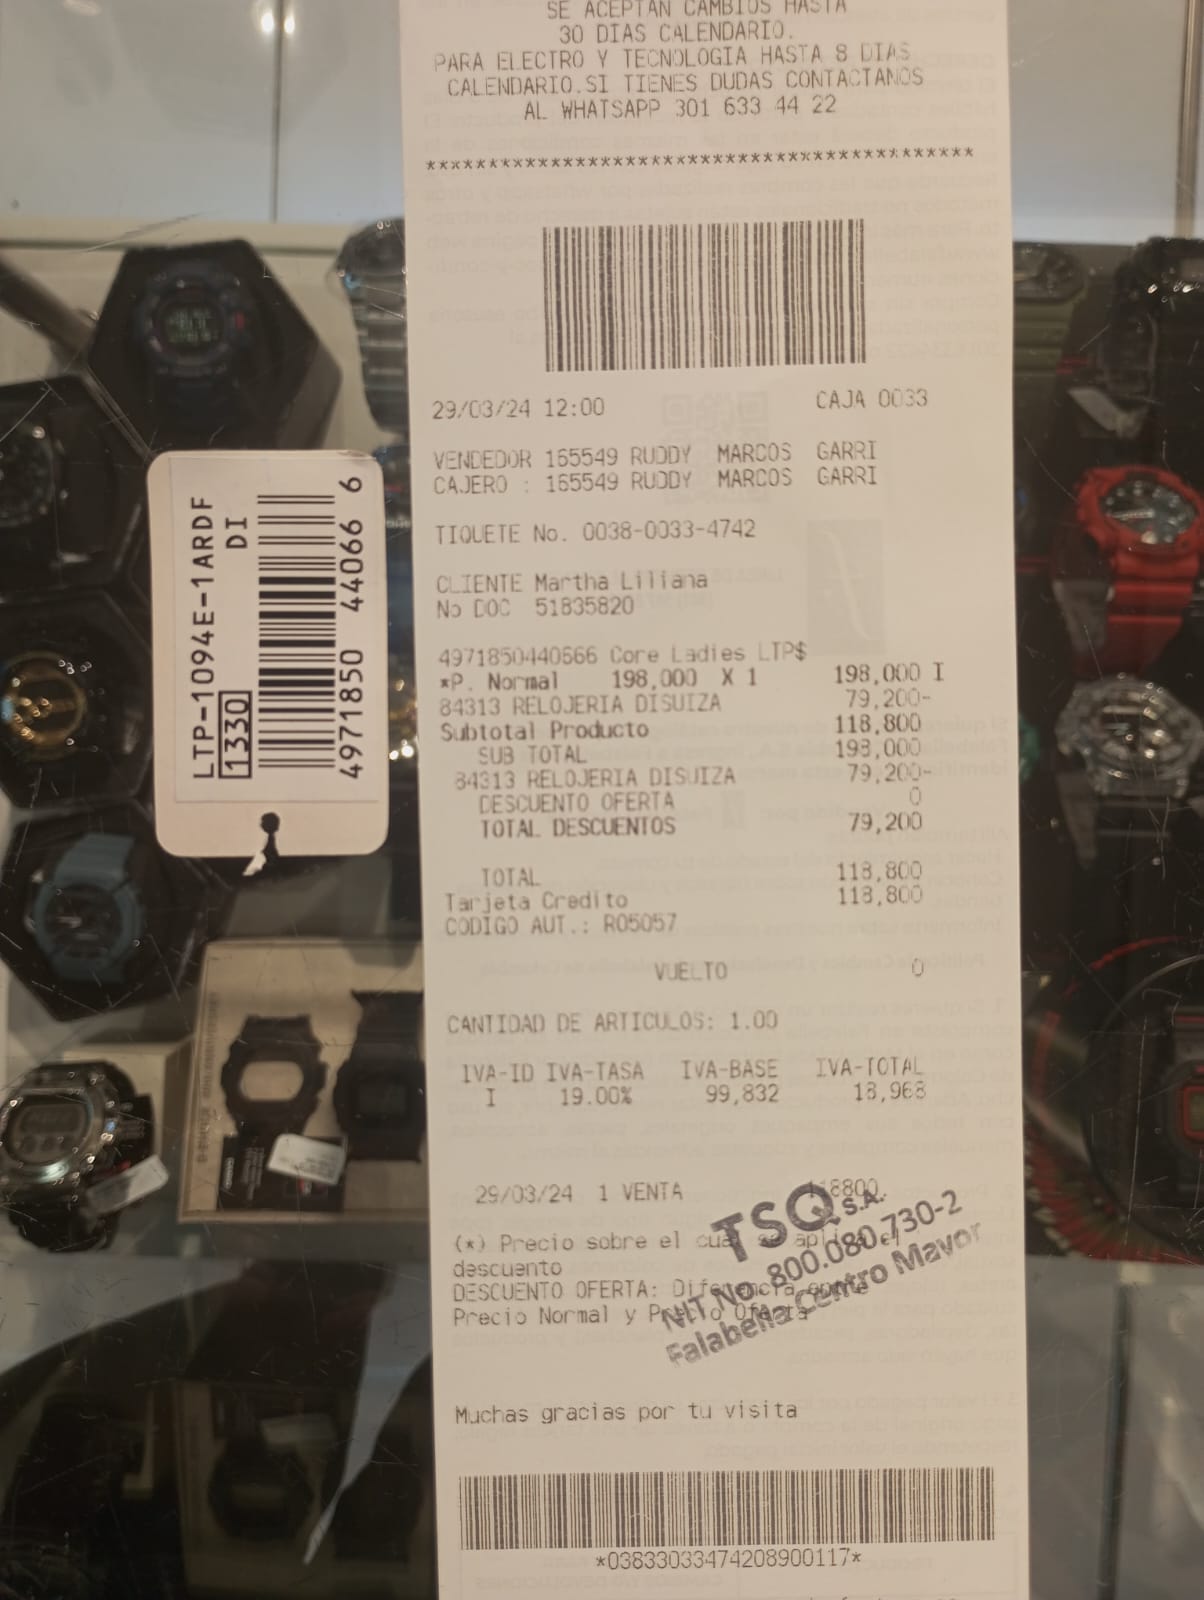 SE ACEPTAN CAMBIOS HASTA
30 DIAS CALENDARIO.
PARA ELECTRO Y TECNOLOGIA HASTA 8 DIAS
CALENDARIO.SI TIENES DUDAS CONTACTANOS
AL WHATSAPP 301 633 44 22
********************************************
29/03/24 12:00 CAJA 0033
VENDEDOR 165549 RUDDY MARCOS GARRI
CAJERO : 165549 RUDDY MARCOS GARRI
TIQUETE No. 0038-0033-4742
CLIENTE Martha Liliana
No DOC 51835820
4971850440666 Core Ladies LTP$
*P. Normal 198,000 X 1 198,000 I
84313 RELOJERIA DISUIZA 79,200-
Subtotal Producto 118,800
SUB TOTAL 198,000
84313 RELOJERIA DISUIZA 79,200-
DESCUENTO OFERTA 0
TOTAL DESCUENTOS 79,200
TOTAL 118,800
Tarjeta Credito 118,800
CODIGO AUT.: R05057
VUELTO 0
CANTIDAD DE ARTICULOS: 1.00
IVA-ID IVA-TASA IVA-BASE IVA-TOTAL
I 19.00% 99,832 18,968
29/03/24 1 VENTA 118800
(*) Precio sobre el cual se aplica el
descuento
DESCUENTO OFERTA: Diferencia entre
Precio Normal y Precio Oferta
TSQ S.A.
NIT No. 800.080.730-2
Falabella Centro Mayor
Muchas gracias por tu visita
*03833033474208900117*
LTP-1094E-1ARDF
DI
1330
4971850 44066 6